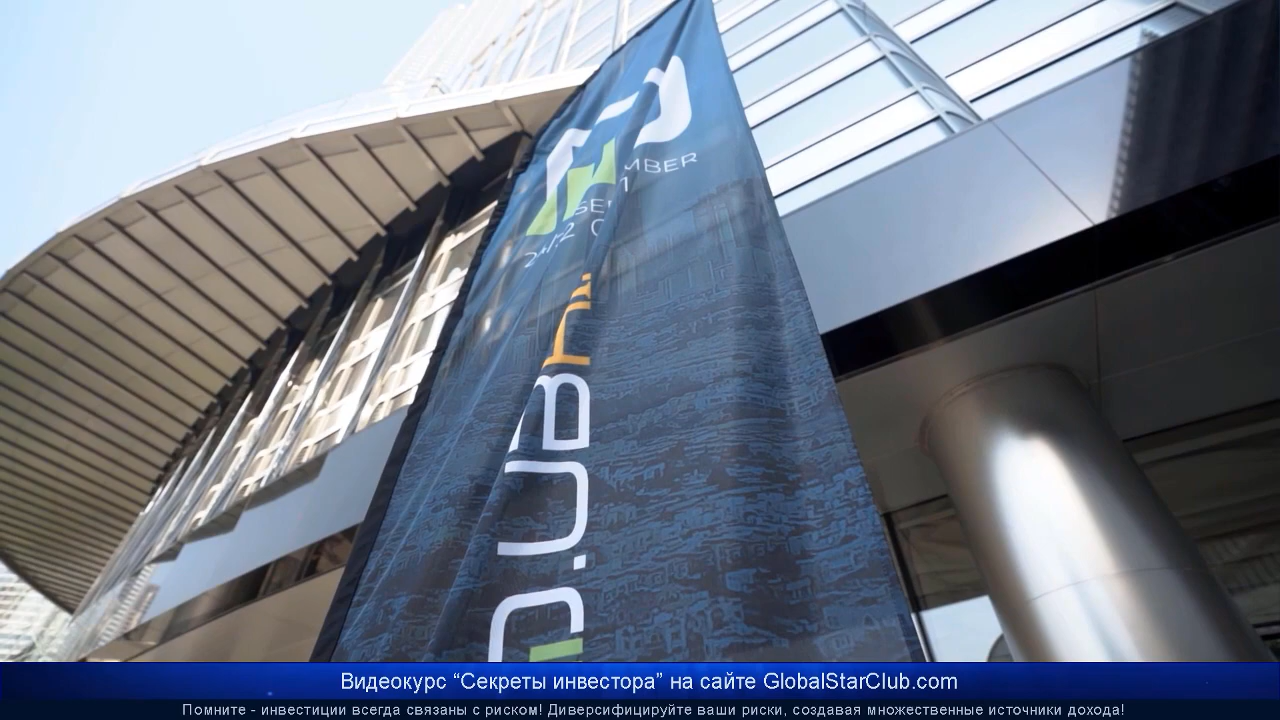 Видеокурс “Секреты инвестора” на сайте GlobalStarClub.com
Помните - инвестиции всегда связаны с риском! Диверсифицируйте ваши риски, создавая множественные источники дохода!